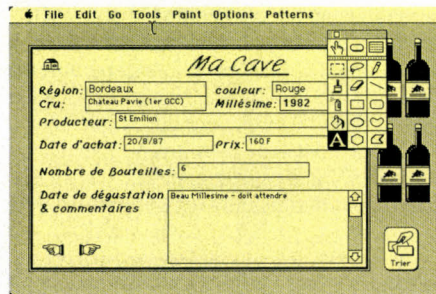 File Edit Go Tools Paint Options Patterns
Ma Cave
Région: Bordeaux couleur: Rouge
Cru: Chateau Pavie (1er GCC) Millésime: 1982
Producteur: St Emilion
Date d'achat: 20/8/87 Prix: 160 F
Nombre de Bouteilles: 6
Date de dégustation Beau Millesime - doit attendre
& commentaires
A
Trier